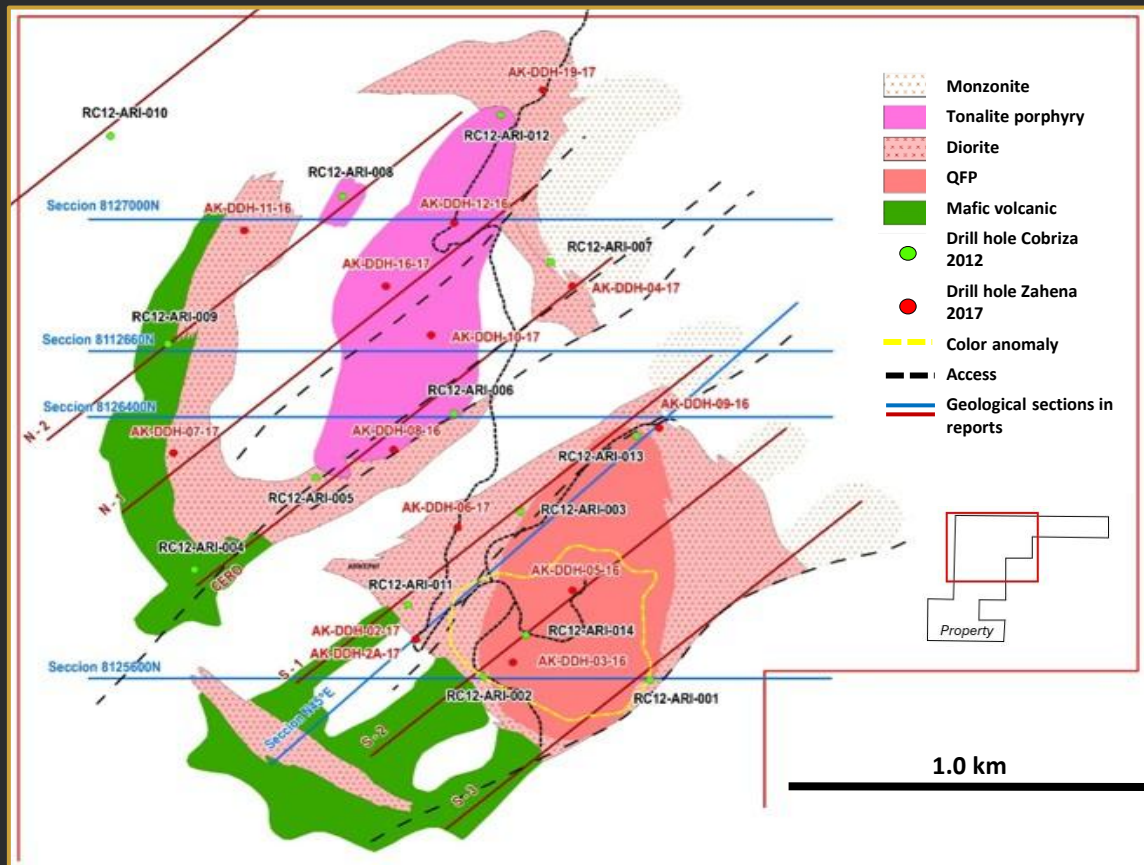 AK-DDH-19-17
RC12-ARI-010
RC12-ARI-012
RC12-ARI-008
AK-DDH-12-16
Seccion 8127000N
AK-DDH-11-16
RC12-ARI-007
AK-DDH-16-17
AK-DDH-04-17
RC12-ARI-009
AK-DDH-10-17
Seccion 8112660N
RC12-ARI-006
Seccion 8126400N
AK-DDH-09-16
N-2
AK-DDH-07-17
AK-DDH-08-16
RC12-ARI-013
RC12-ARI-005
N-1
AK-DDH-06-17
RC12-ARI-003
RC12-ARI-004
CERO
AK-DDH-05-16
RC12-ARI-011
AK-DDH-02-17
AK-DDH-2A-17
RC12-ARI-014
AK-DDH-03-16
S-1
Seccion 8125600N
RC12-ARI-002
RC12-ARI-001
Seccion N45°E
S-2
S-3
Monzonite
Tonalite porphyry
Diorite
QFP
Mafic volcanic
Drill hole Cobriza
2012
Drill hole Zahena
2017
Color anomaly
Access
Geological sections in
reports
Property
1.0 km